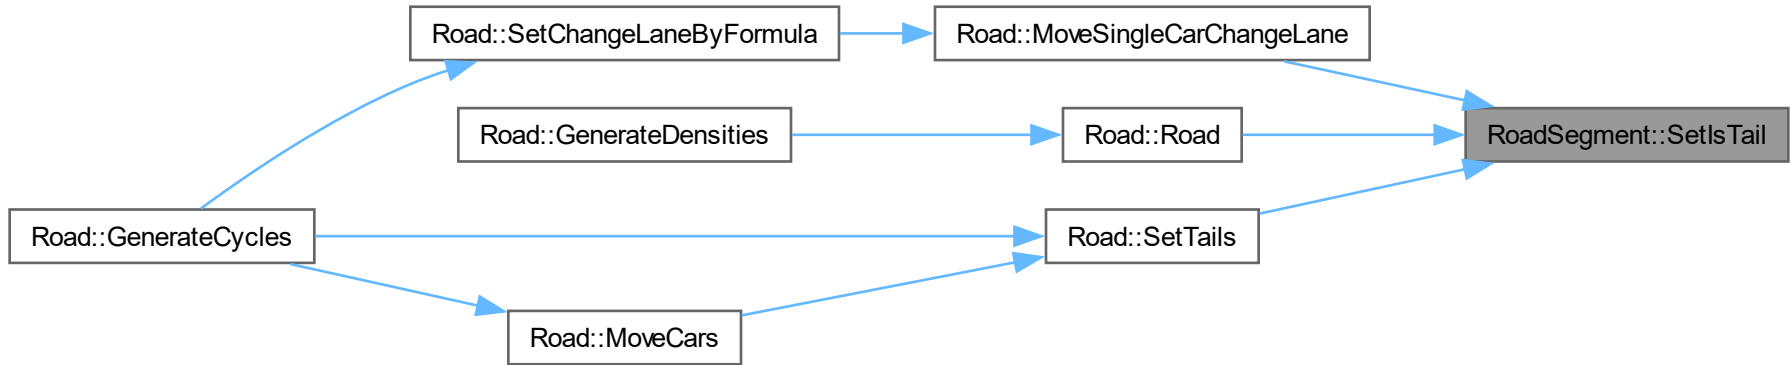 Road::SetChangeLaneByFormula
Road::MoveSingleCarChangeLane
Road::GenerateDensities
Road::Road
RoadSegment::SetIsTail
Road::GenerateCycles
Road::SetTails
Road::MoveCars